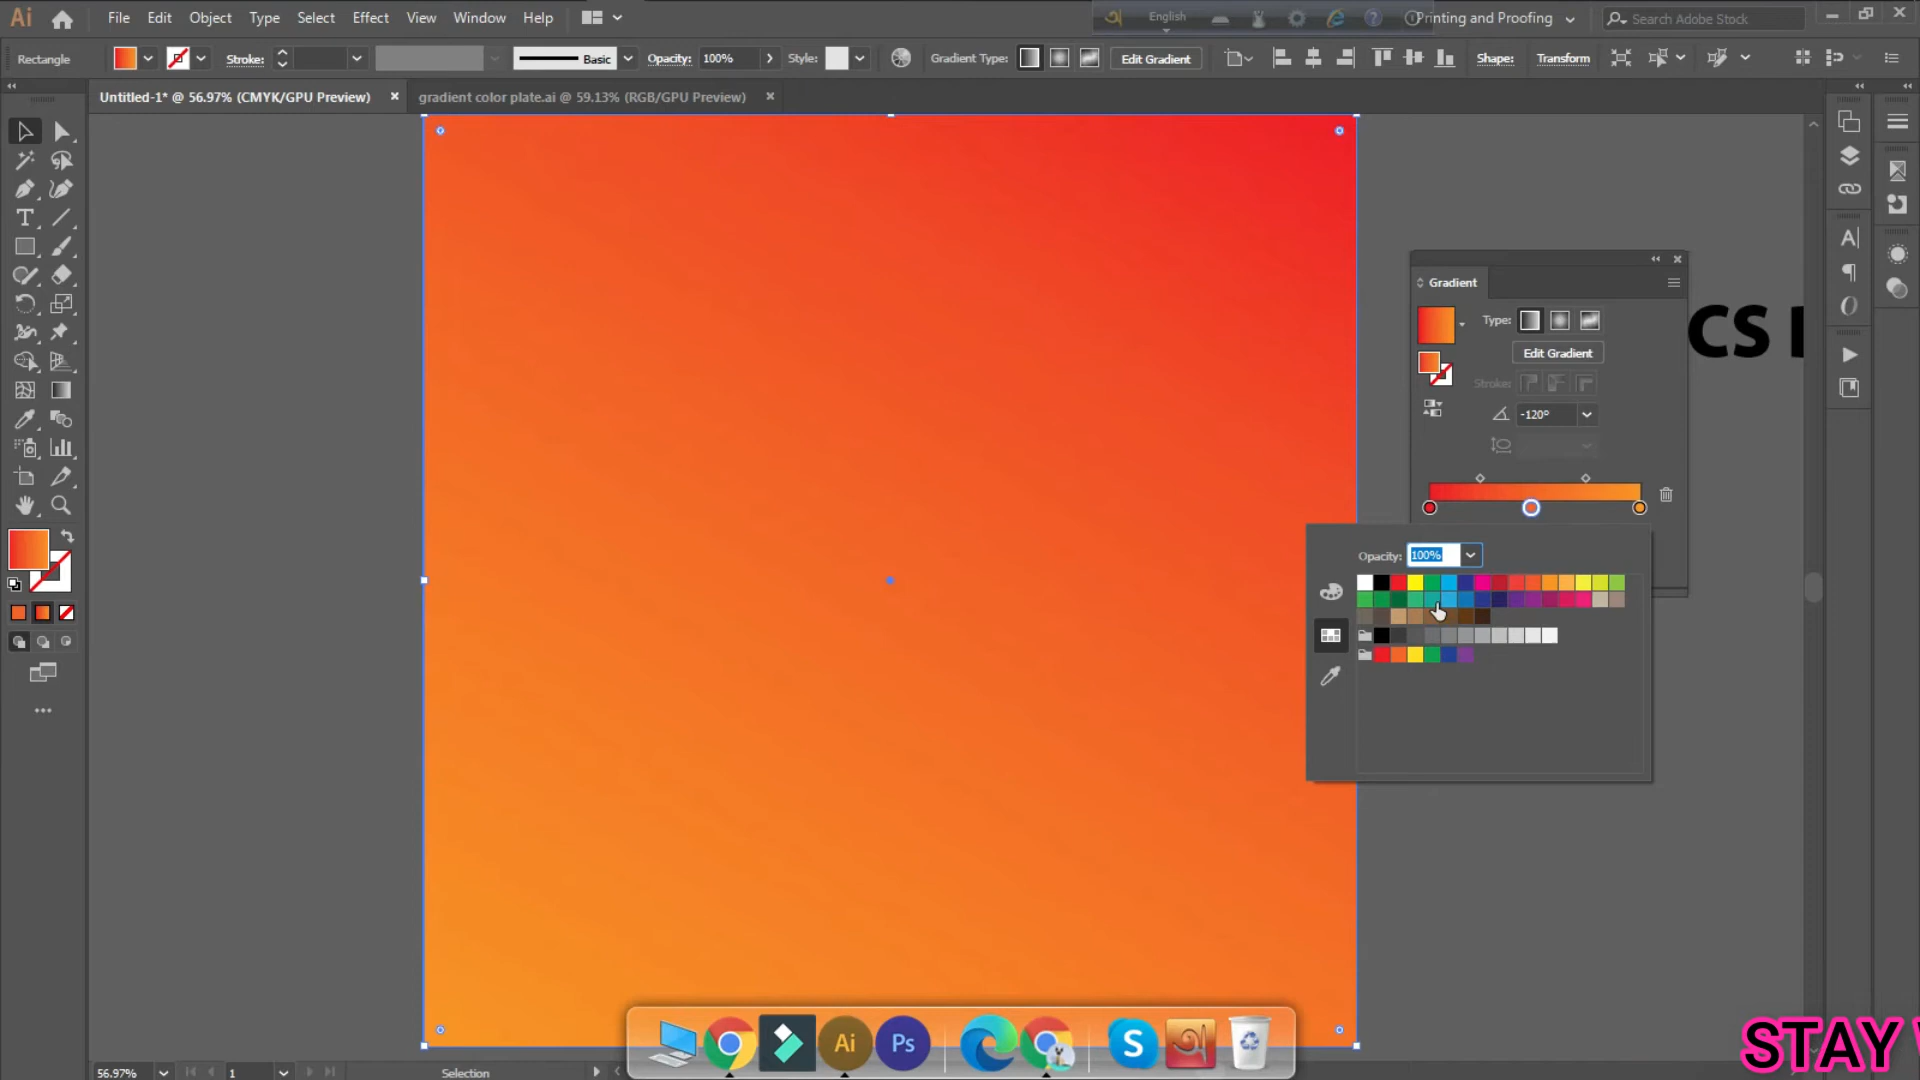 Ai File Edit Object Type Select Effect View Window Help English Printing and Proofing Search Adobe Stock
Rectangle Stroke: Basic Opacity: 100% Style: Gradient Type: Edit Gradient Shape: Transform
Untitled-1* @ 56.97% (CMYK/GPU Preview) gradient color plate.ai @ 59.13% (RGB/GPU Preview)
Gradient
Type:
Edit Gradient
Stroke:
-120°
CS
Opacity: 100%
Ai Ps S
STAY
56.97% 1 Selection